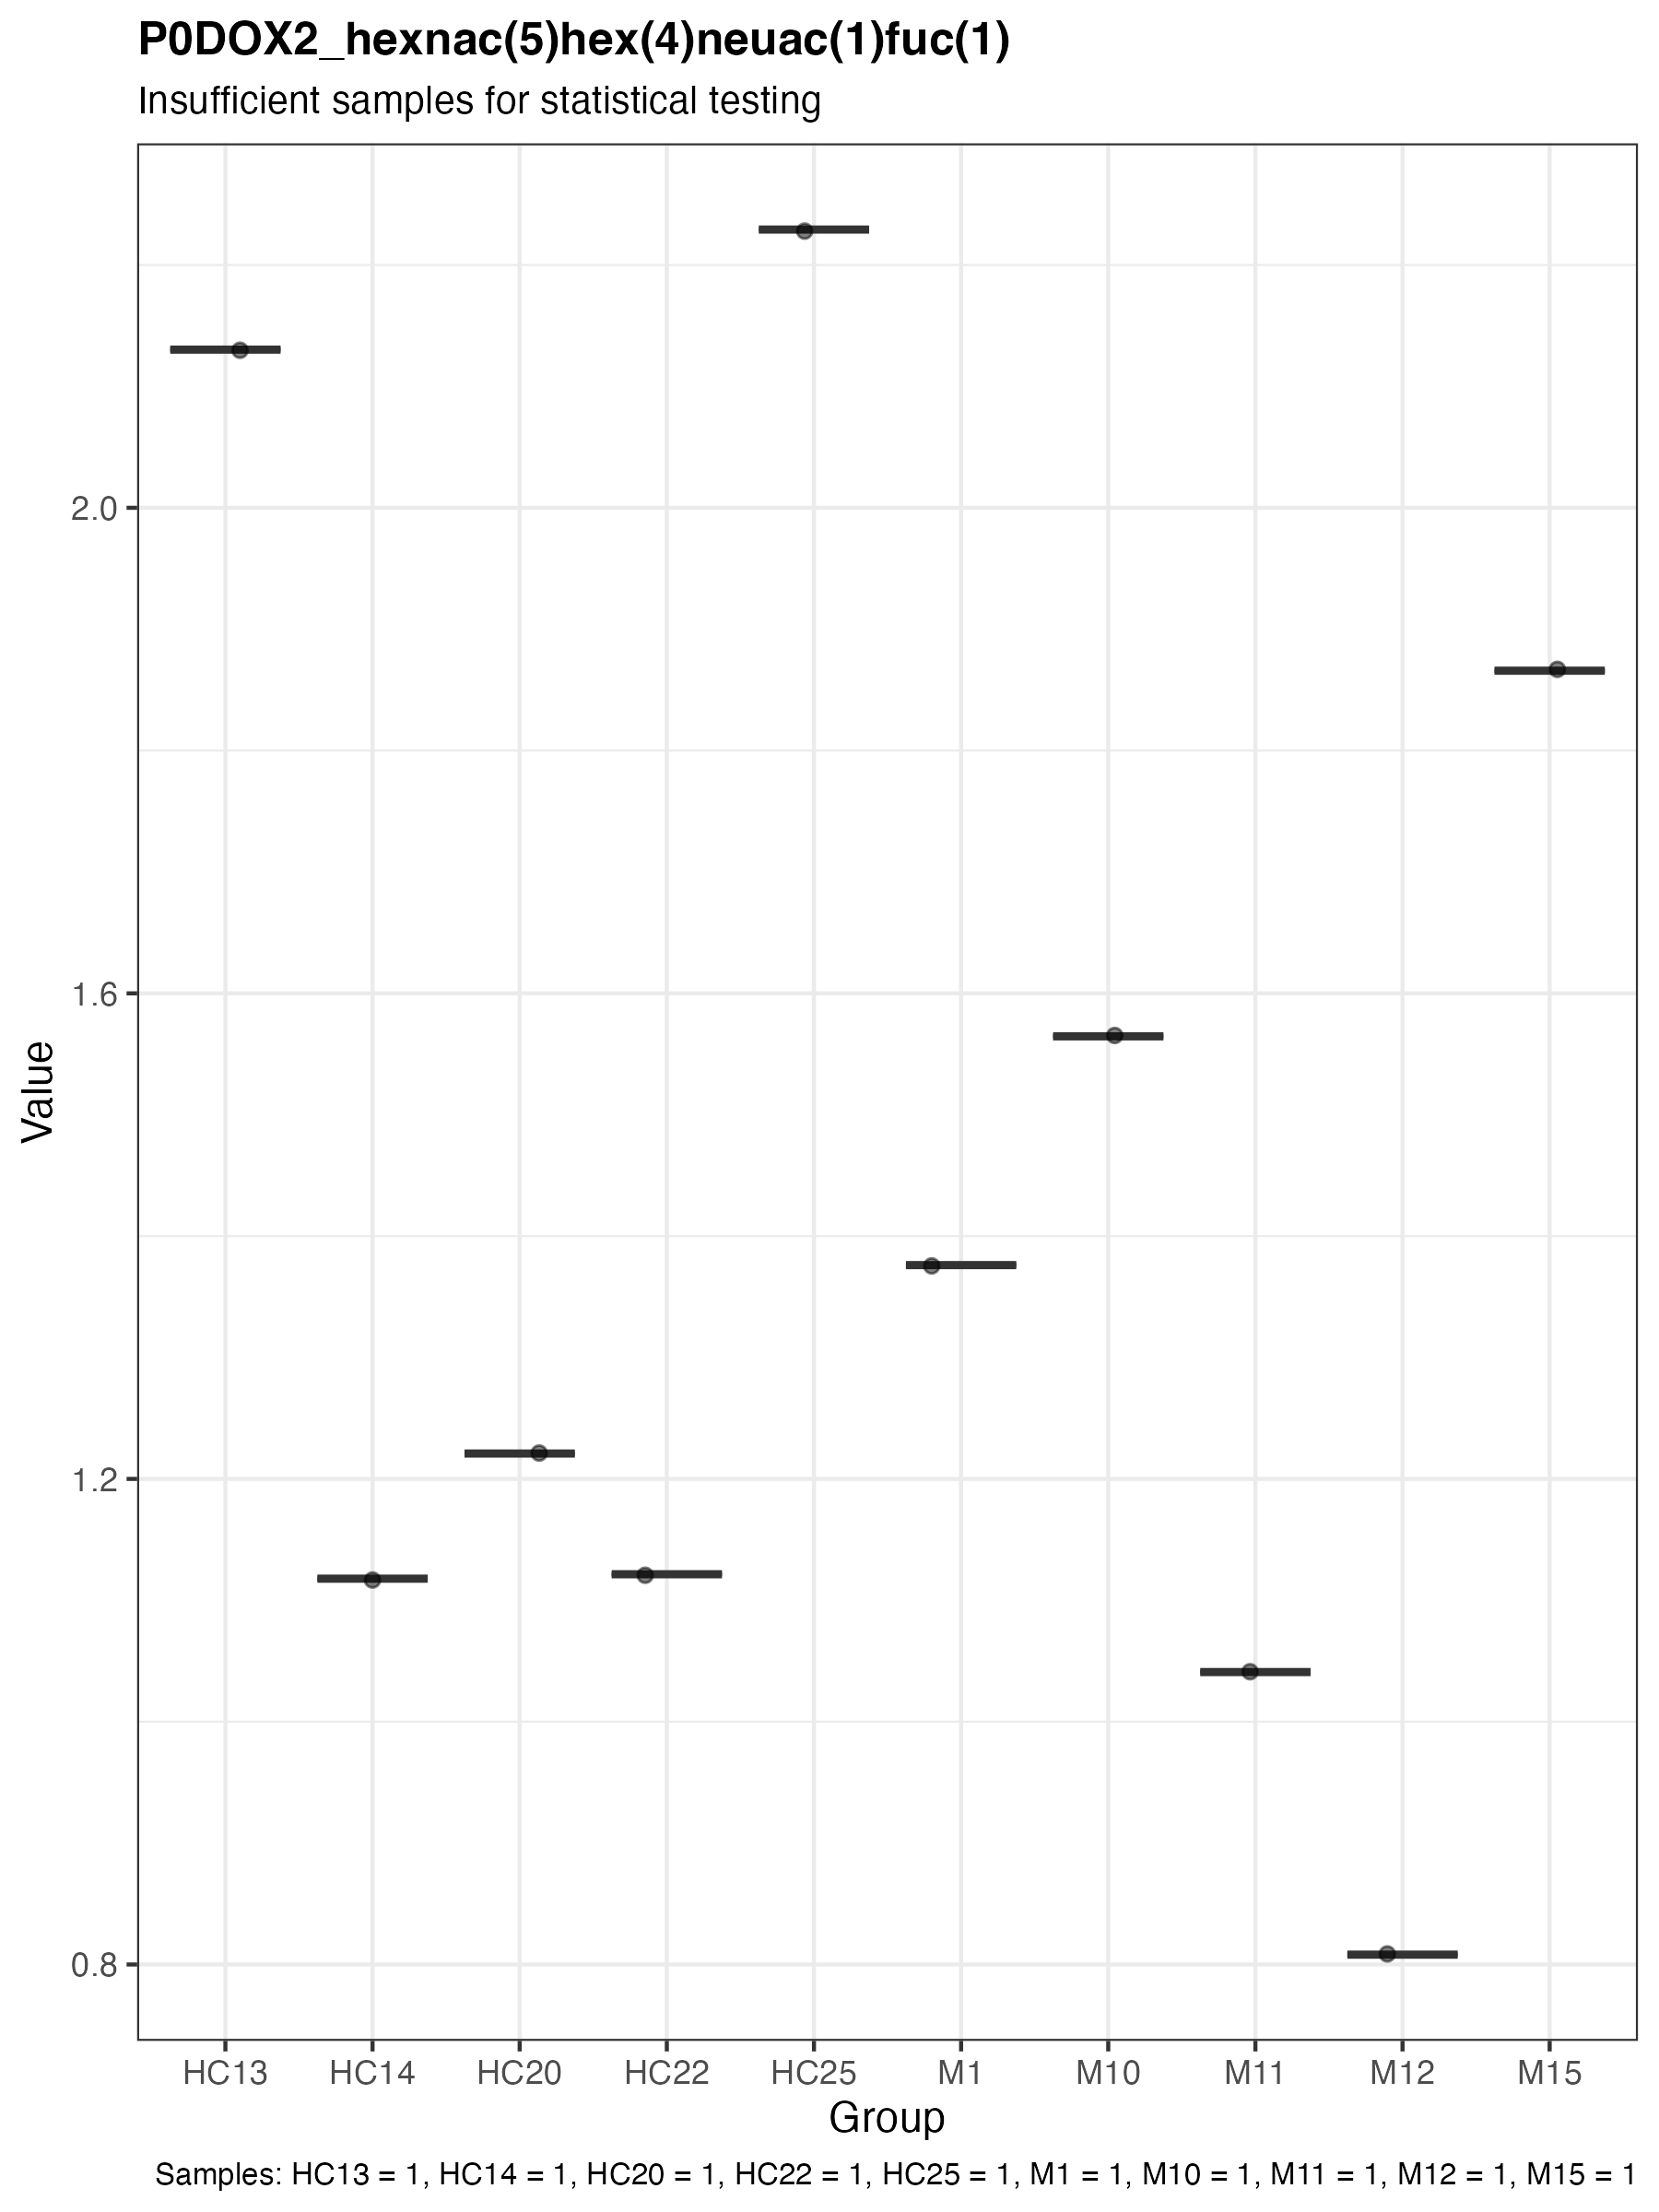 P0DOX2_hexnac(5)hex(4)neuac(1)fuc(1)
Insufficient samples for statistical testing
Value
2.0
1.6
1.2
0.8
HC13 HC14 HC20 HC22 HC25 M1 M10 M11 M12 M15
Group
Samples: HC13 = 1, HC14 = 1, HC20 = 1, HC22 = 1, HC25 = 1, M1 = 1, M10 = 1, M11 = 1, M12 = 1, M15 = 1